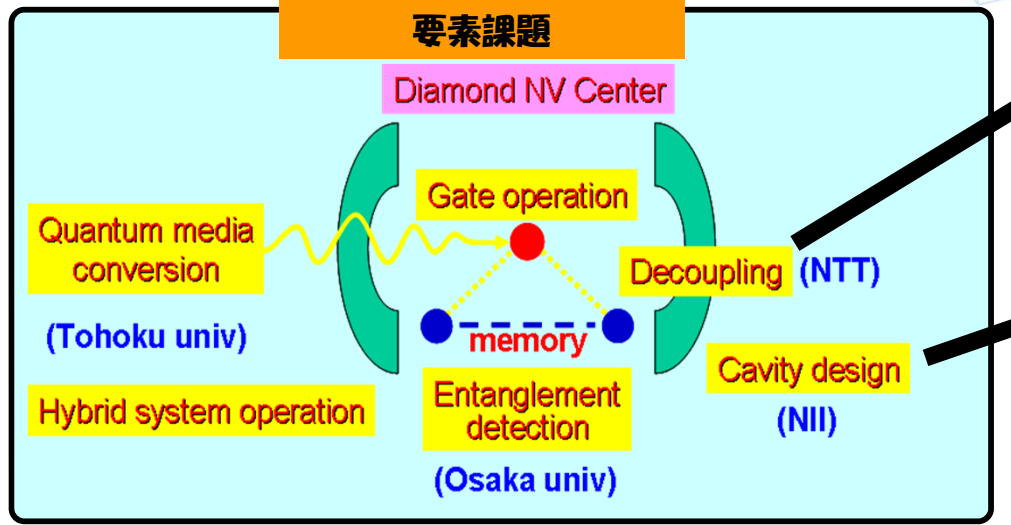 要素課題
Diamond NV Center
Gate operation
Quantum media
conversion
Decoupling (NTT)
(Tohoku univ)
memory
Cavity design
(NII)
Hybrid system operation
Entanglement
detection
(Osaka univ)